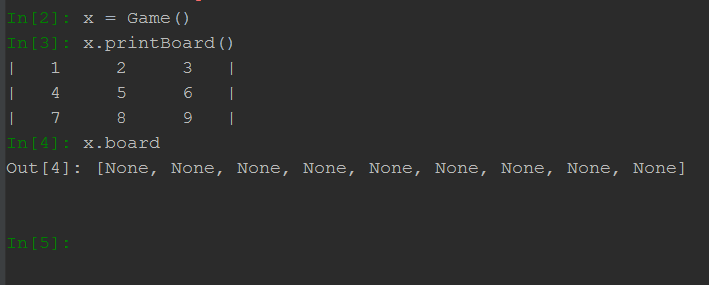 In[2]: x = Game()
In[3]: x.printBoard()
|   1    2    3   |
|   4    5    6   |
|   7    8    9   |
In[4]: x.board
Out[4]: [None, None, None, None, None, None, None, None, None]
In[5]: